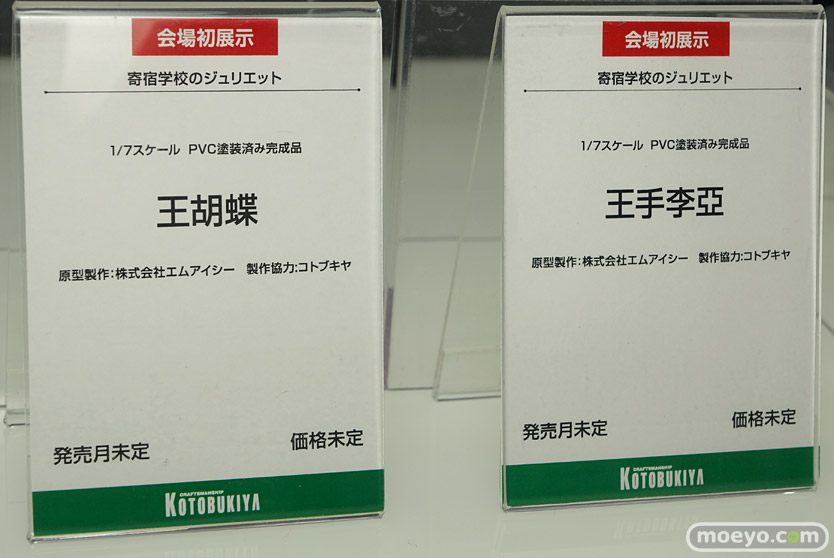 会場初展示
寄宿学校のジュリエット
1/7スケール PVC塗装済み完成品
王胡蝶
原型製作:株式会社エムアイシー 製作協力:コトブキヤ
発売月未定
価格未定
CRAFTSMANSHIP
KOTOBUKIYA
会場初展示
寄宿学校のジュリエット
1/7スケール PVC塗装済み完成品
王手李亞
原型製作:株式会社エムアイシー 製作協力:コトブキヤ
発売月未定
価格未定
CRAFTSMANSHIP
KOTOBUKIYA
moeyo.com